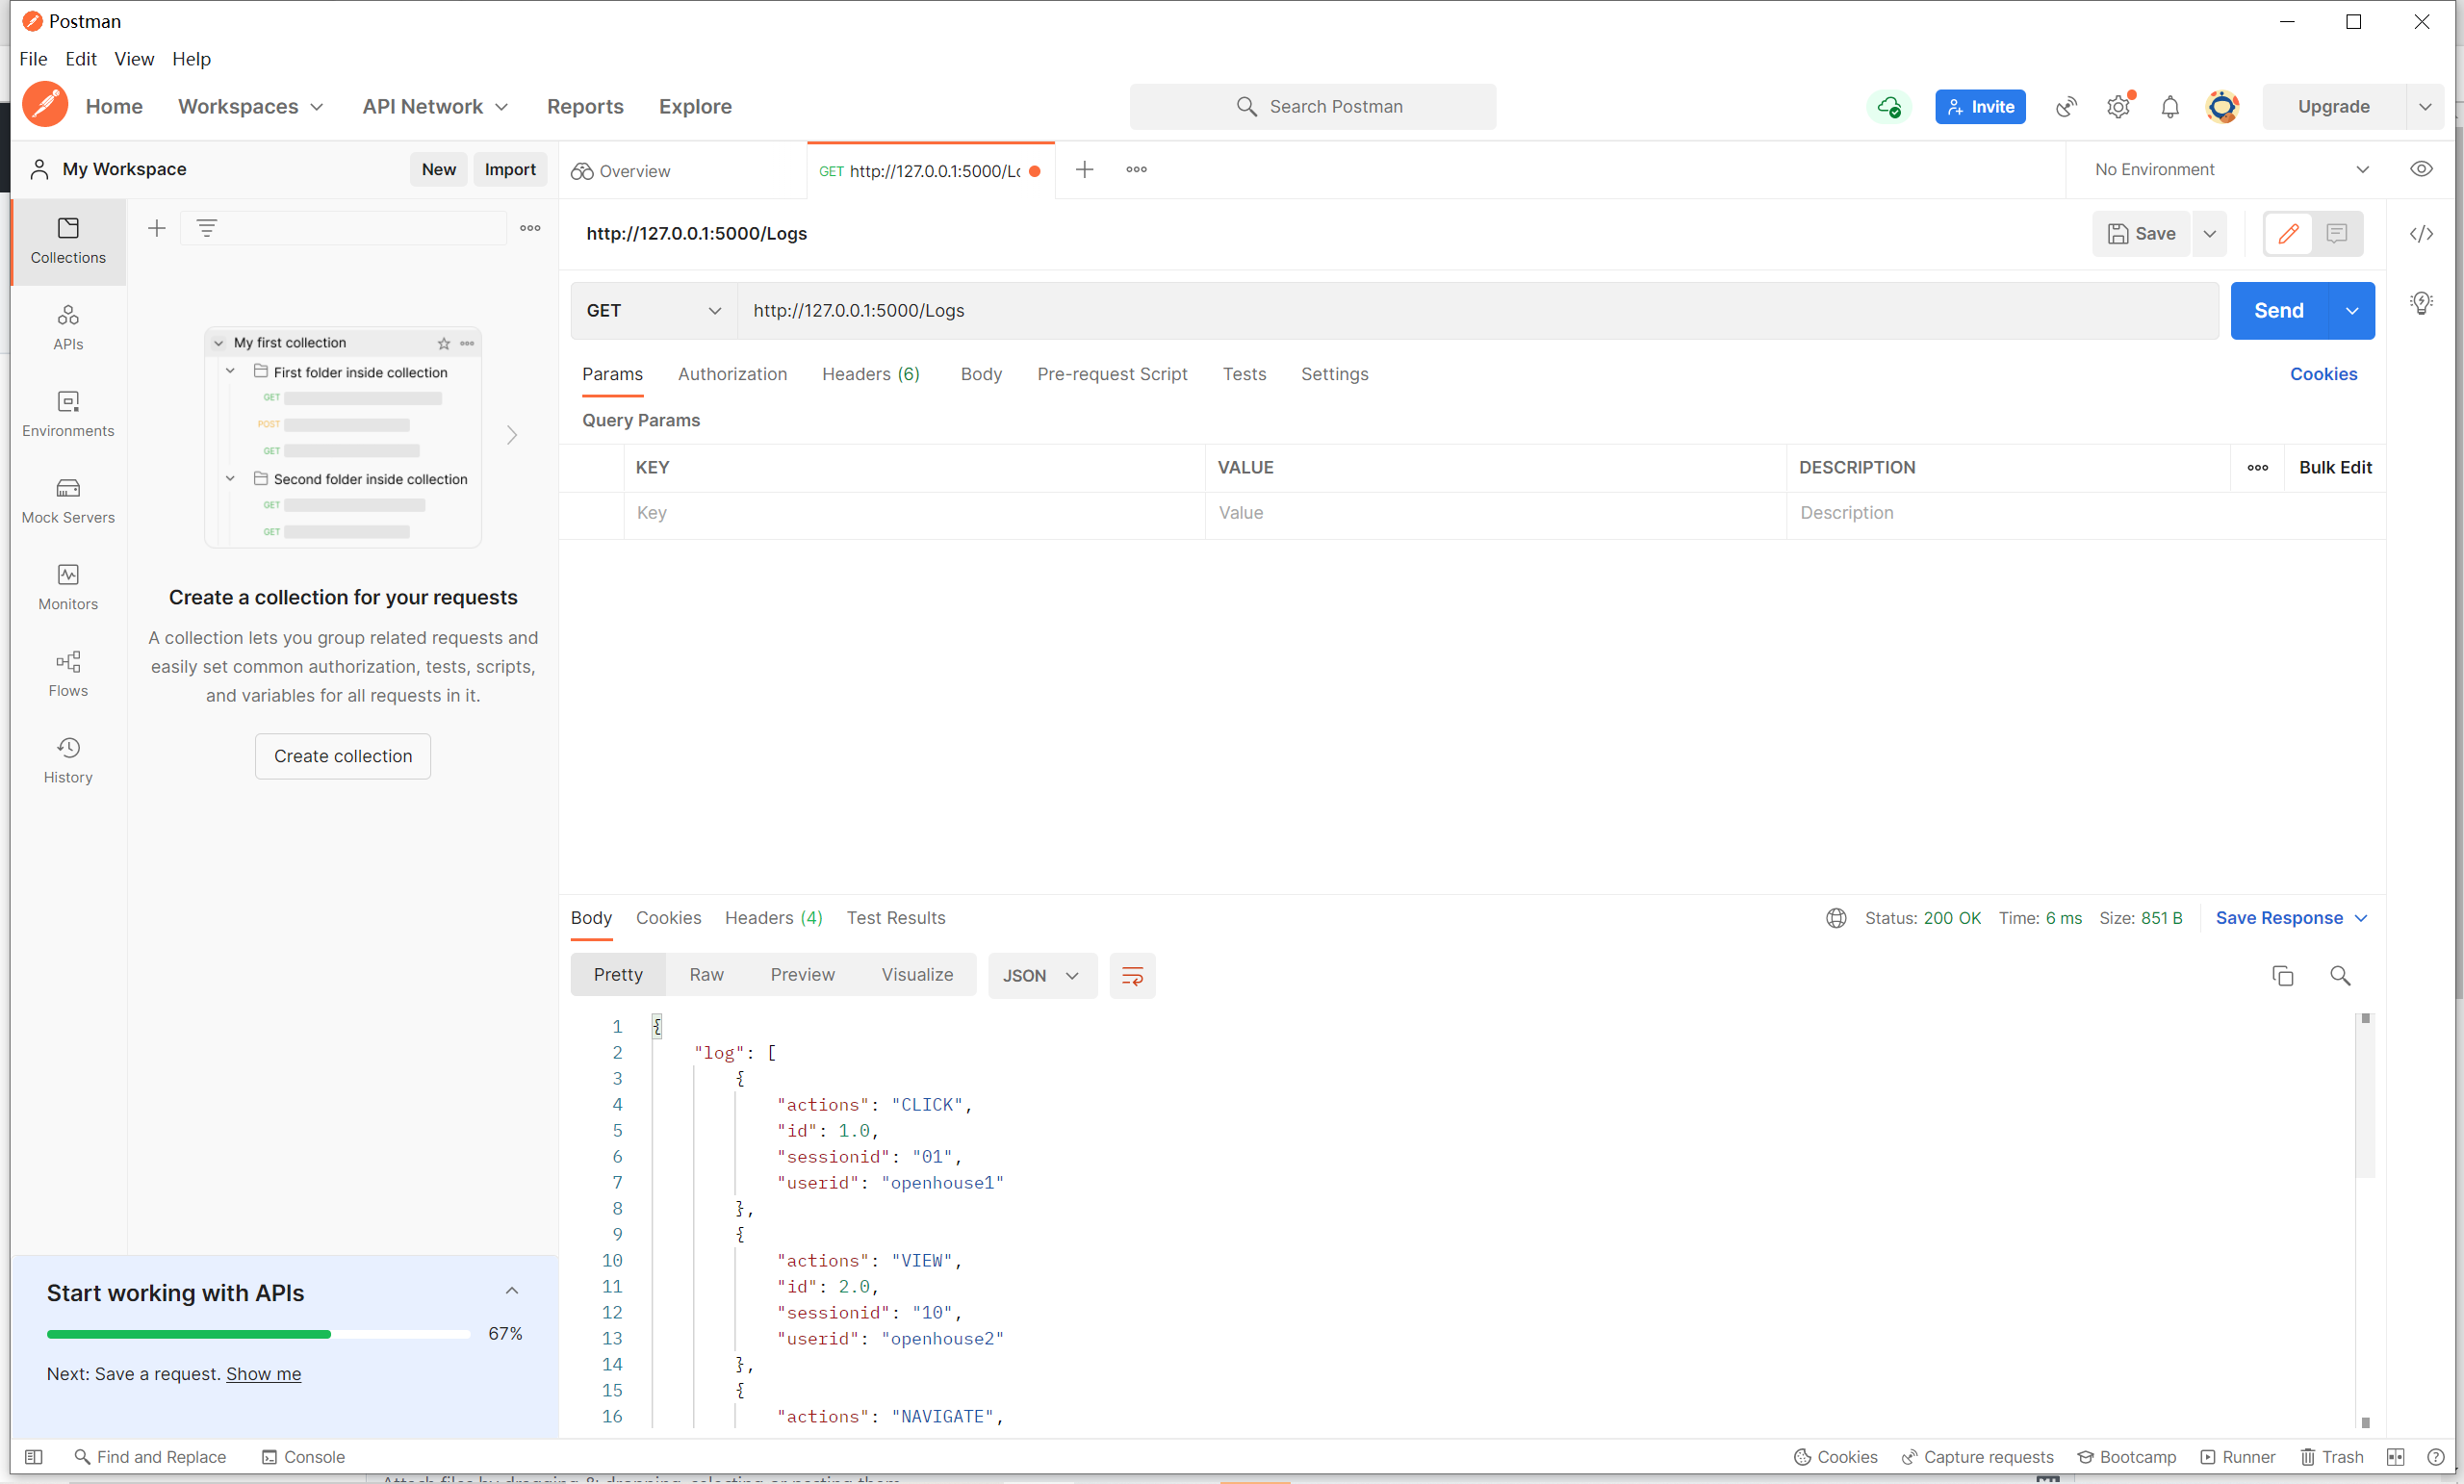 Postman
File Edit View Help
Home Workspaces API Network Reports Explore Search Postman Invite Upgrade
My Workspace New Import Overview GET http://127.0.0.1:5000/Lo No Environment
Collections
APIs
Environments
Mock Servers
Monitors
Flows
History
My first collection
First folder inside collection
GET
POST
GET
Second folder inside collection
GET
GET
Create a collection for your requests
A collection lets you group related requests and
easily set common authorization, tests, scripts,
and variables for all requests in it.
Create collection
Start working with APIs
67%
Next: Save a request. Show me
http://127.0.0.1:5000/Logs Save
GET http://127.0.0.1:5000/Logs Send
Params Authorization Headers (6) Body Pre-request Script Tests Settings Cookies
Query Params
KEY VALUE DESCRIPTION Bulk Edit
Key Value Description
Body Cookies Headers (4) Test Results Status: 200 OK Time: 6 ms Size: 851 B Save Response
Pretty Raw Preview Visualize JSON
1 {
2 "log": [
3 {
4 "actions": "CLICK",
5 "id": 1.0,
6 "sessionid": "01",
7 "userid": "openhouse1"
8 },
9 {
10 "actions": "VIEW",
11 "id": 2.0,
12 "sessionid": "10",
13 "userid": "openhouse2"
14 },
15 {
16 "actions": "NAVIGATE",
Find and Replace Console Cookies Capture requests Bootcamp Runner Trash